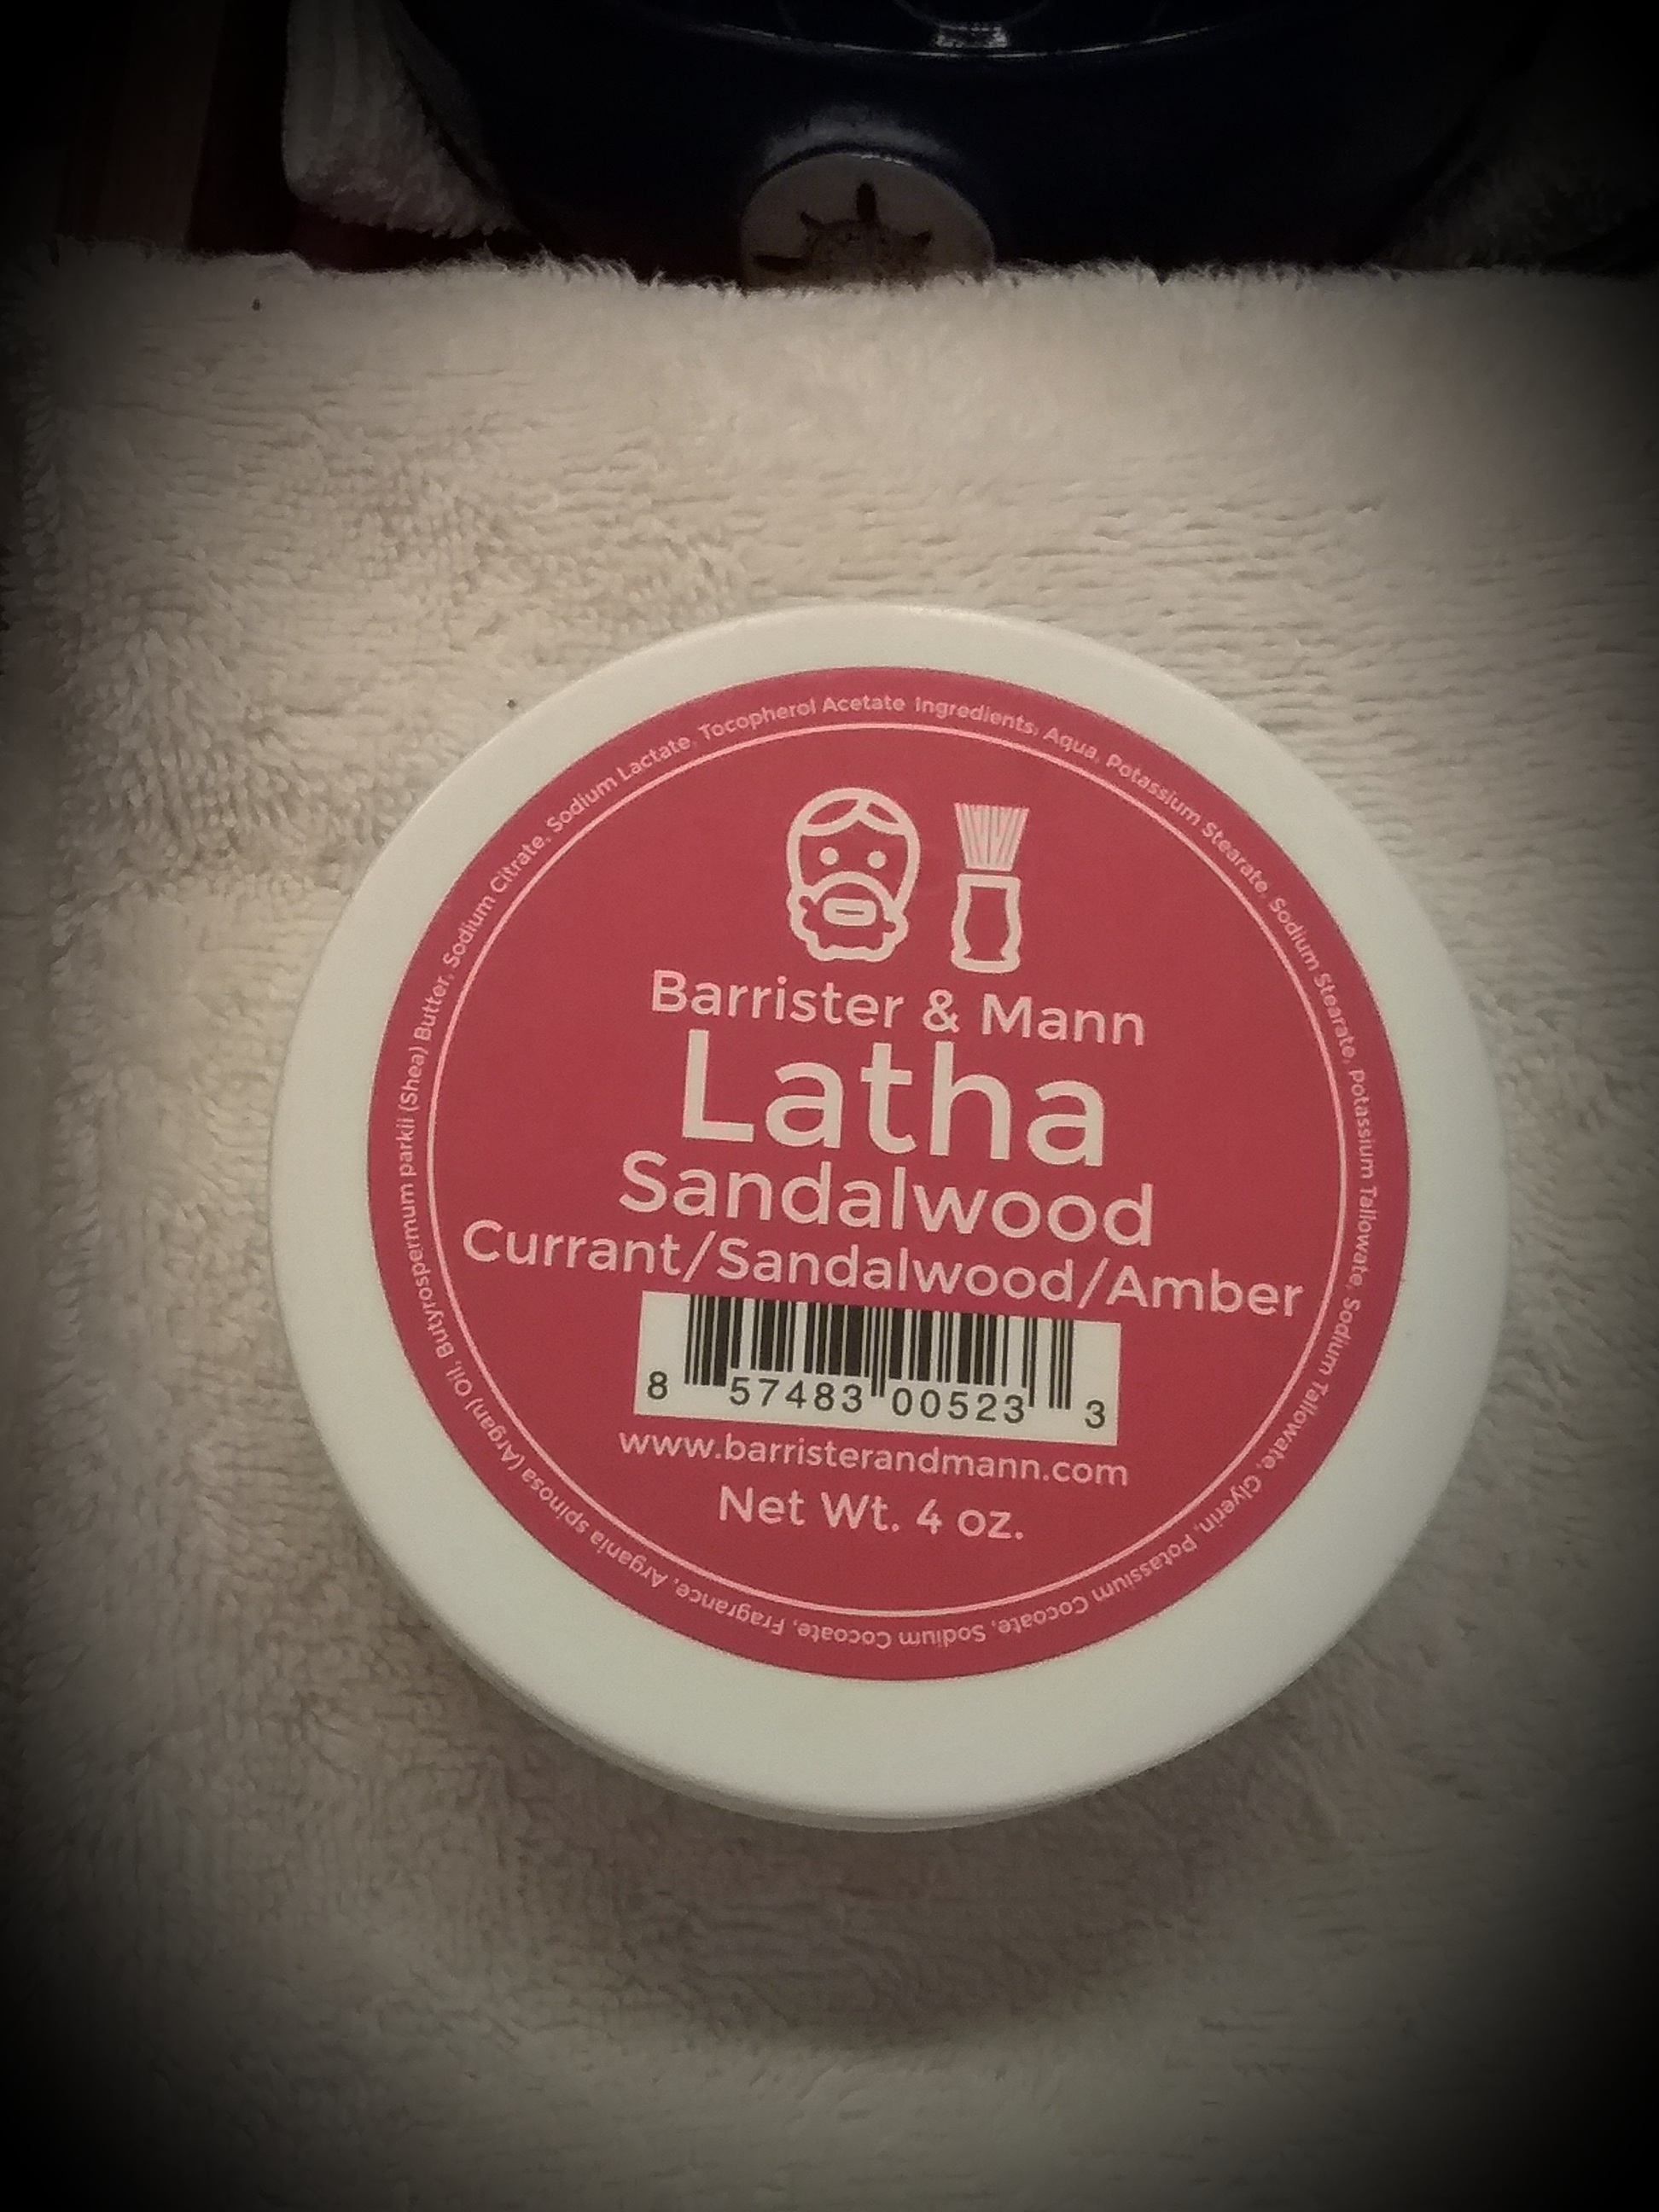 Ingredients: Aqua, Potassium Stearate, Sodium Stearate, Potassium Tallowate, Sodium Tallowate, Glyerin, Potassium Cocoate, Sodium Cocoate, Fragrance, Argania spinosa (Argan) Oil, Butyrospermum parkii (Shea) Butter, Sodium Citrate, Sodium Lactate, Tocopherol Acetate
Barrister & Mann
Latha
Sandalwood
Currant/Sandalwood/Amber
8 57483 00523 3
www.barristerandmann.com
Net Wt. 4 oz.